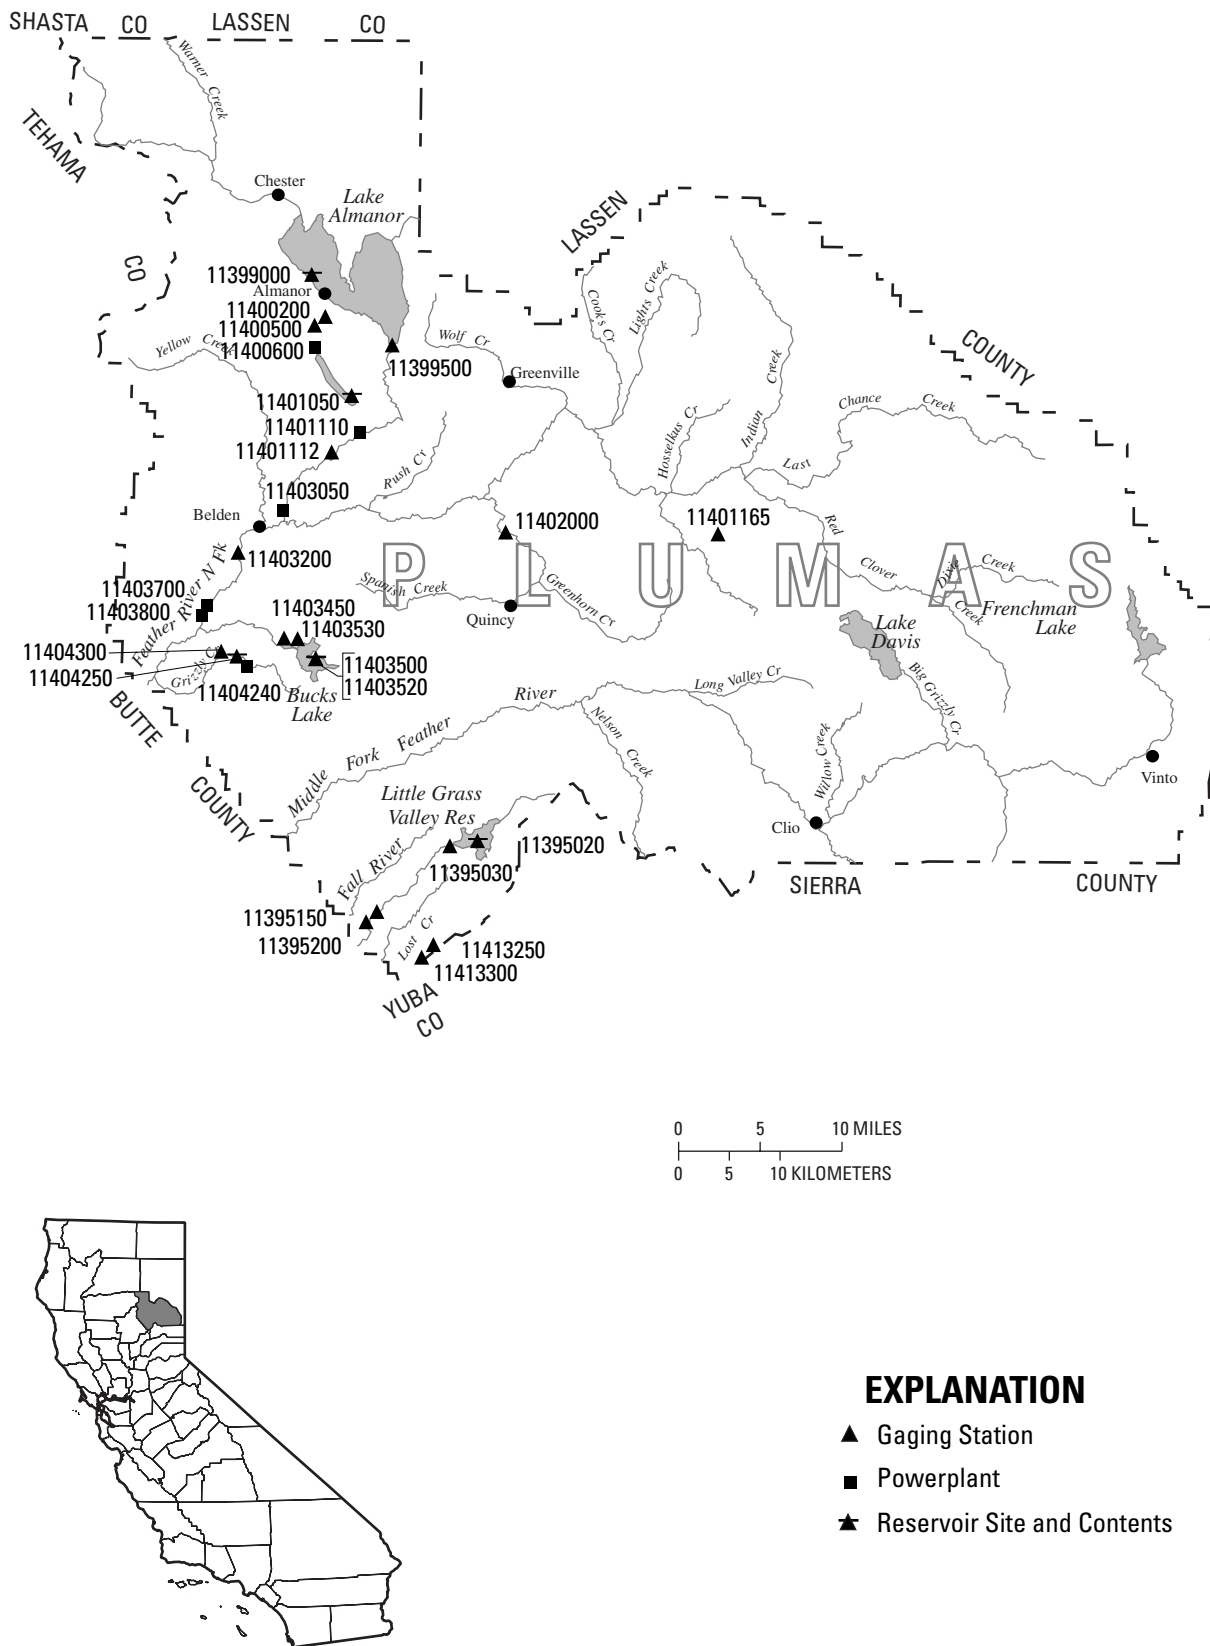 SHASTA CO LASSEN CO
Warner Creek
TEHAMA
CO
Chester
Lake
Almanor
LASSEN
11399000
Almanor
11400200
11400500
11400600
Yellow Creek
11399500
Wolf Cr
Greenville
Cooks Cr
Lights Creek
Indian Creek
COUNTY
11401050
11401110
11401112
Rush Cr
Hosselkus Cr
Last Chance Creek
11403050
Belden
11402000
11401165
Red Clover Creek
Dixie Creek
PLUMAS
11403200
Feather River N Fk
11403700
11403800
Spanish Creek
Quincy
Greenhorn Cr
Frenchman
Lake
Lake
Davis
11403450
11403530
11404300
11404250
Grizzly Cr
11404240
Bucks
Lake
11403500
11403520
BUTTE
COUNTY
Middle Fork Feather River
Nelson Creek
Long Valley Cr
Big Grizzly Cr
Willow Creek
Vinto
Clio
Little Grass
Valley Res
11395020
11395030
Fall River
SIERRA COUNTY
11395150
11395200
Lost Cr
11413250
11413300
YUBA
CO
0 5 10 MILES
0 5 10 KILOMETERS
EXPLANATION
Gaging Station
Powerplant
Reservoir Site and Contents